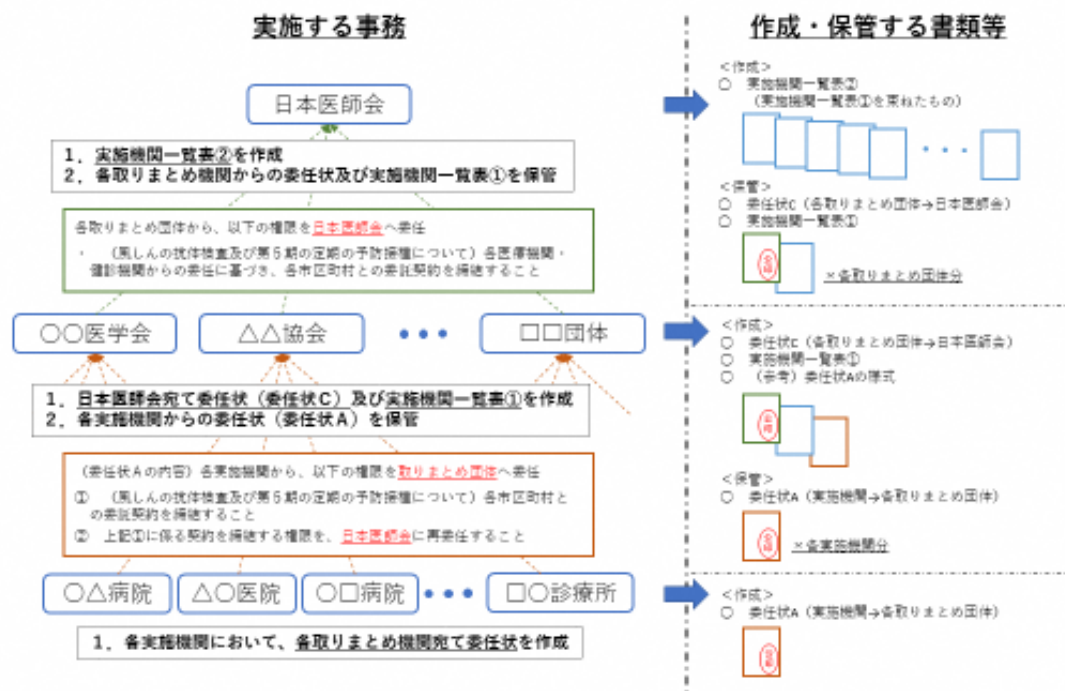 実施する事務
作成・保管する書類等
日本医師会
1．実施機関一覧表②を作成
2．各取りまとめ機関からの委任状及び実施機関一覧表①を保管
各取りまとめ団体から、以下の権限を日本医師会へ委任
・　（風しんの抗体検査及び第５期の定期の予防接種について）各医療機関・
健診機関からの委任に基づき、各市区町村との委託契約を締結すること
○○医学会
△△協会
・・・
□□団体
1．日本医師会宛て委任状（委任状C）及び実施機関一覧表①を作成
2．各実施機関からの委任状（委任状A）を保管
（委任状Aの内容）各実施機関から、以下の権限を取りまとめ団体へ委任
①　（風しんの抗体検査及び第５期の定期の予防接種について）各市区町村と
の委託契約を締結すること
②　上記①に係る契約を締結する権限を、日本医師会に再委任すること
○△病院
△○医院
○□病院
・・・
□○診療所
1．各実施機関において、各取りまとめ機関宛て委任状を作成
＜作成＞
○　実施機関一覧表②
（実施機関一覧表①を束ねたもの）
・・・
＜保管＞
○　委任状C（各取りまとめ団体→日本医師会）
○　実施機関一覧表①
×各取りまとめ団体分
＜作成＞
○　委任状C（各取りまとめ団体→日本医師会）
○　実施機関一覧表①
○　（参考）委任状Aの様式
＜保管＞
○　委任状A（実施機関→各取りまとめ団体）
×各実施機関分
＜作成＞
○　委任状A（実施機関→各取りまとめ団体）